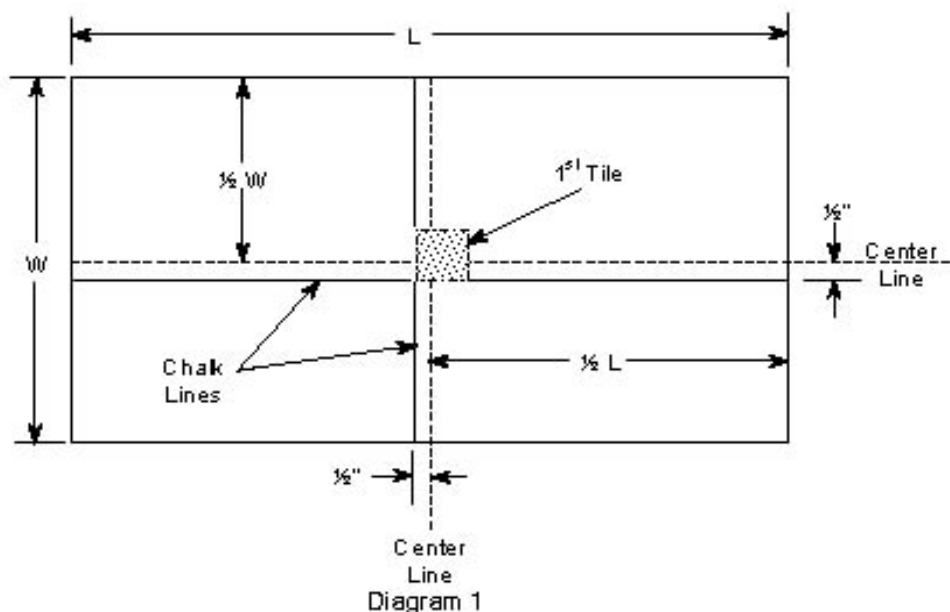 L
½ W
1st Tile
½"
W
Center
Line
Chalk
Lines
½ L
½"
Center
Line
Diagram 1